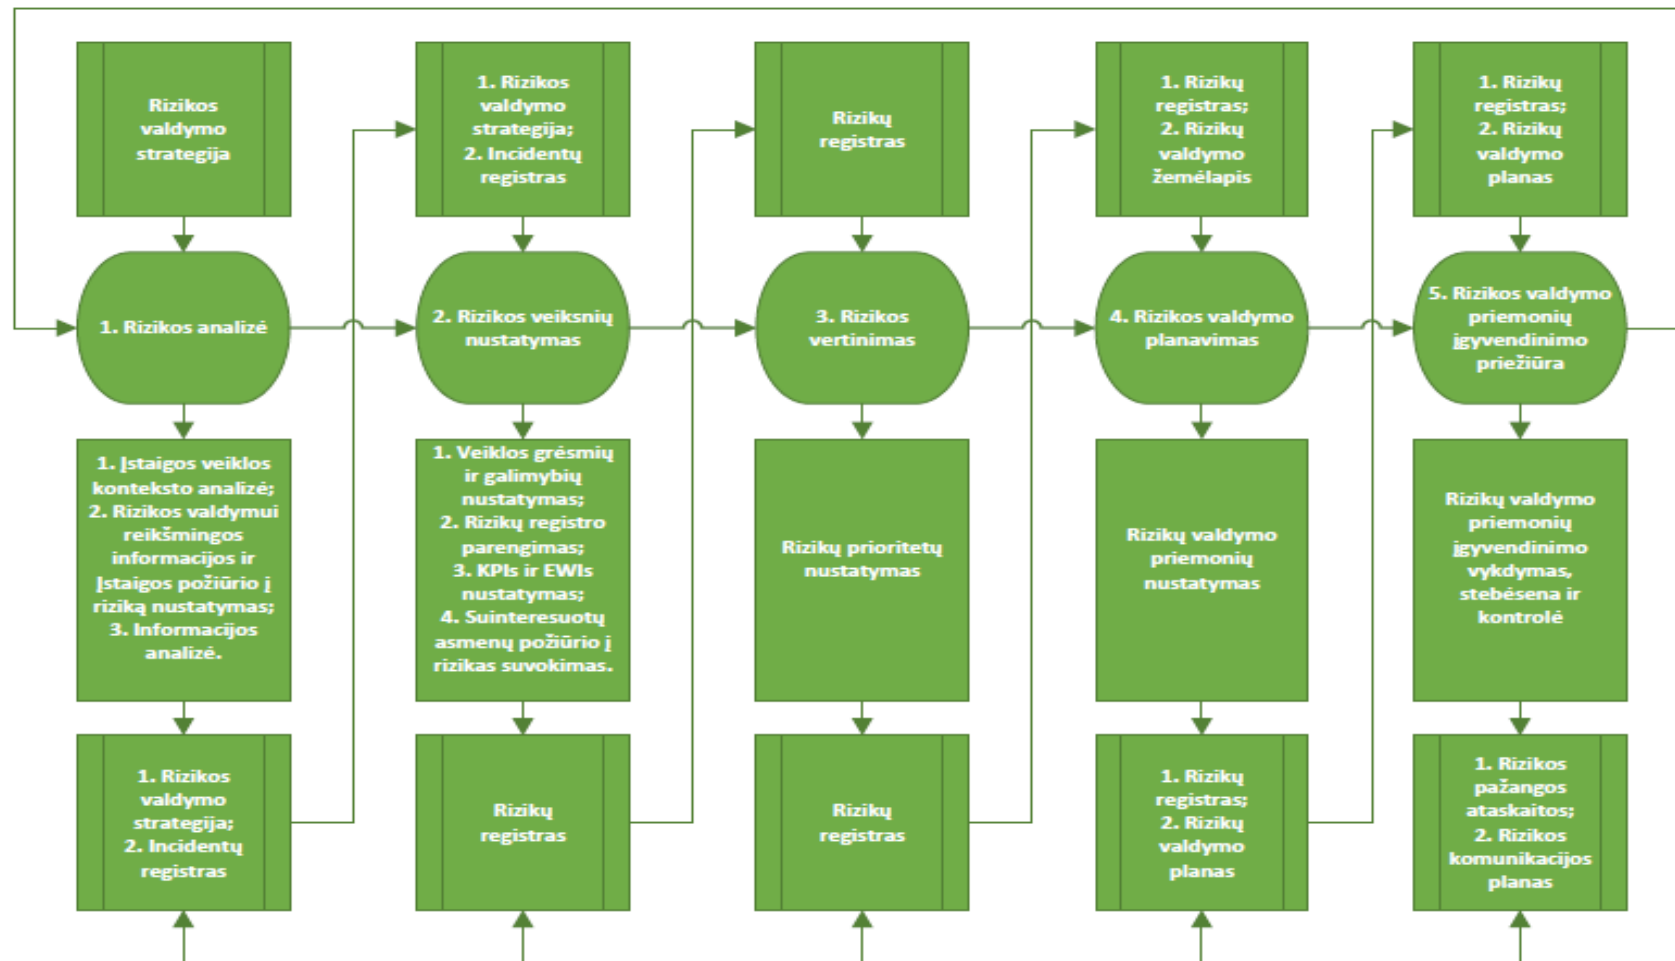 Rizikos
valdymo
strategija
1. Rizikos
valdymo
strategija;
2. Incidentų
registras
Rizikų
registras
1. Rizikų
registras;
2. Rizikų
valdymo
žemėlapis
1. Rizikų
registras;
2. Rizikų
valdymo
planas
1. Rizikos analizė
2. Rizikos veiksnių
nustatymas
3. Rizikos
vertinimas
4. Rizikos valdymo
planavimas
5. Rizikos valdymo
priemonių
įgyvendinimo
priežiūra
1. Įstaigos veiklos
konteksto analizė;
2. Rizikos valdymui
reikšmingos
informacijos ir
Įstaigos požiūrio į
riziką nustatymas;
3. Informacijos
analizė.
1. Veiklos grėsmių
ir galimybių
nustatymas;
2. Rizikų registro
parengimas;
3. KPIs ir EWIs
nustatymas;
4. Suinteresuotų
asmenų požiūrio į
rizikas suvokimas.
Rizikų prioritetų
nustatymas
Rizikų valdymo
priemonių
nustatymas
Rizikų valdymo
priemonių
įgyvendinimo
vykdymas,
stebėsena ir
kontrolė
1. Rizikos
valdymo
strategija;
2. Incidentų
registras
Rizikų
registras
Rizikų
registras
1. Rizikų
registras;
2. Rizikų
valdymo
planas
1. Rizikos
pažangos
ataskaitos;
2. Rizikos
komunikacijos
planas